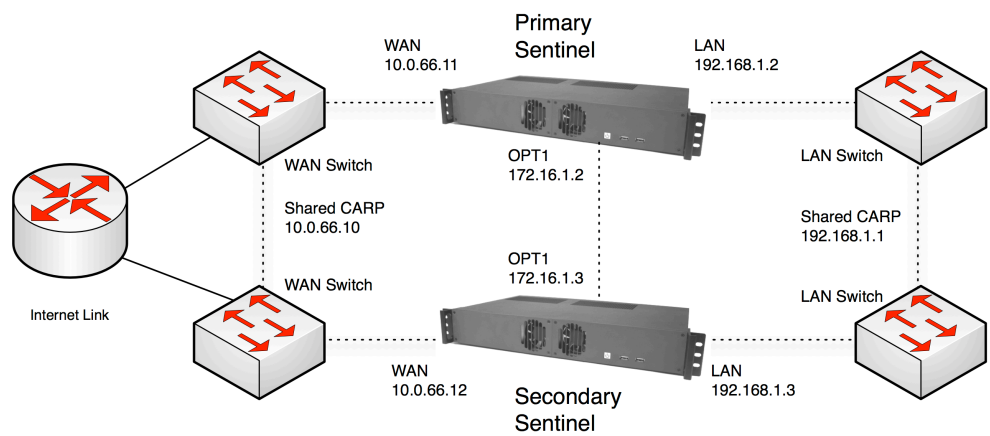 Primary
Sentinel
WAN
10.0.66.11
LAN
192.168.1.2
WAN Switch
OPT1
172.16.1.2
LAN Switch
Shared CARP
10.0.66.10
Shared CARP
192.168.1.1
OPT1
172.16.1.3
WAN Switch
LAN Switch
Internet Link
WAN
10.0.66.12
LAN
192.168.1.3
Secondary
Sentinel